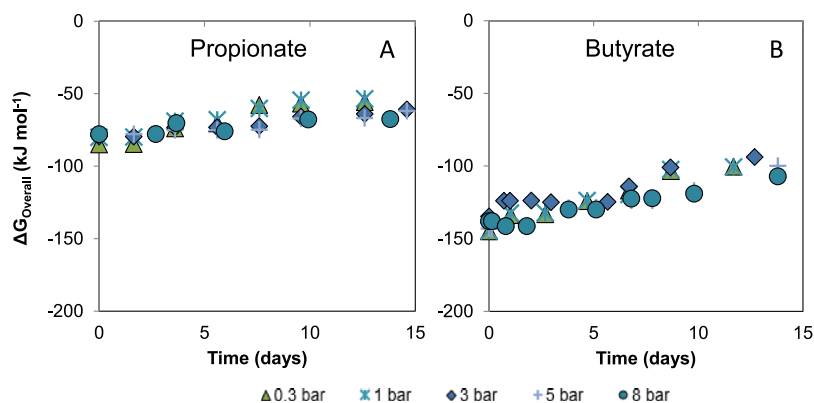 0
-50
-100
-150
-200
ΔG_Overall (kJ mol⁻¹)
Propionate A
0 5 10 15
Time (days)
0
-50
-100
-150
-200
Butyrate B
0 5 10 15
Time (days)
0.3 bar 1 bar 3 bar 5 bar 8 bar